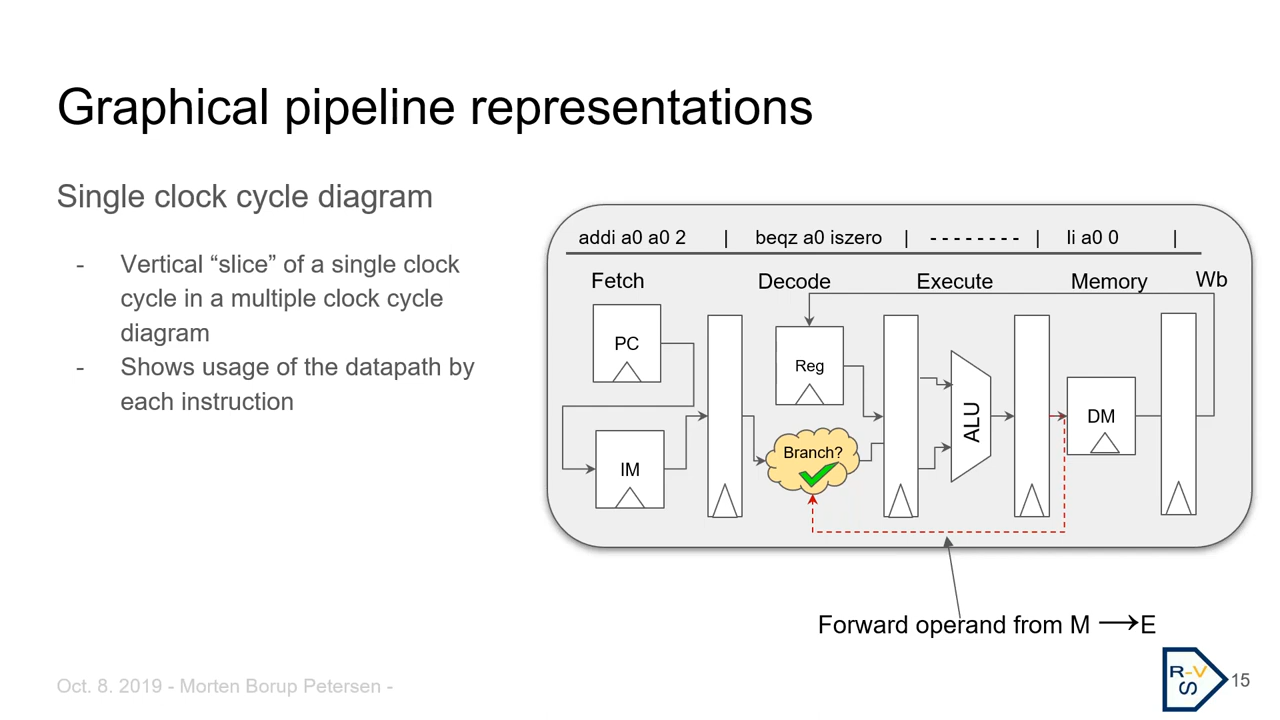 Graphical pipeline representations
Single clock cycle diagram
- Vertical “slice” of a single clock
cycle in a multiple clock cycle
diagram
- Shows usage of the datapath by
each instruction
addi a0 a0 2 | beqz a0 iszero | - - - - - - - - | li a0 0 |
Fetch Decode Execute Memory Wb
PC
Reg
IM
Branch?
ALU
DM
Forward operand from M ⟶E
Oct. 8. 2019 - Morten Borup Petersen -
R-V
S
15